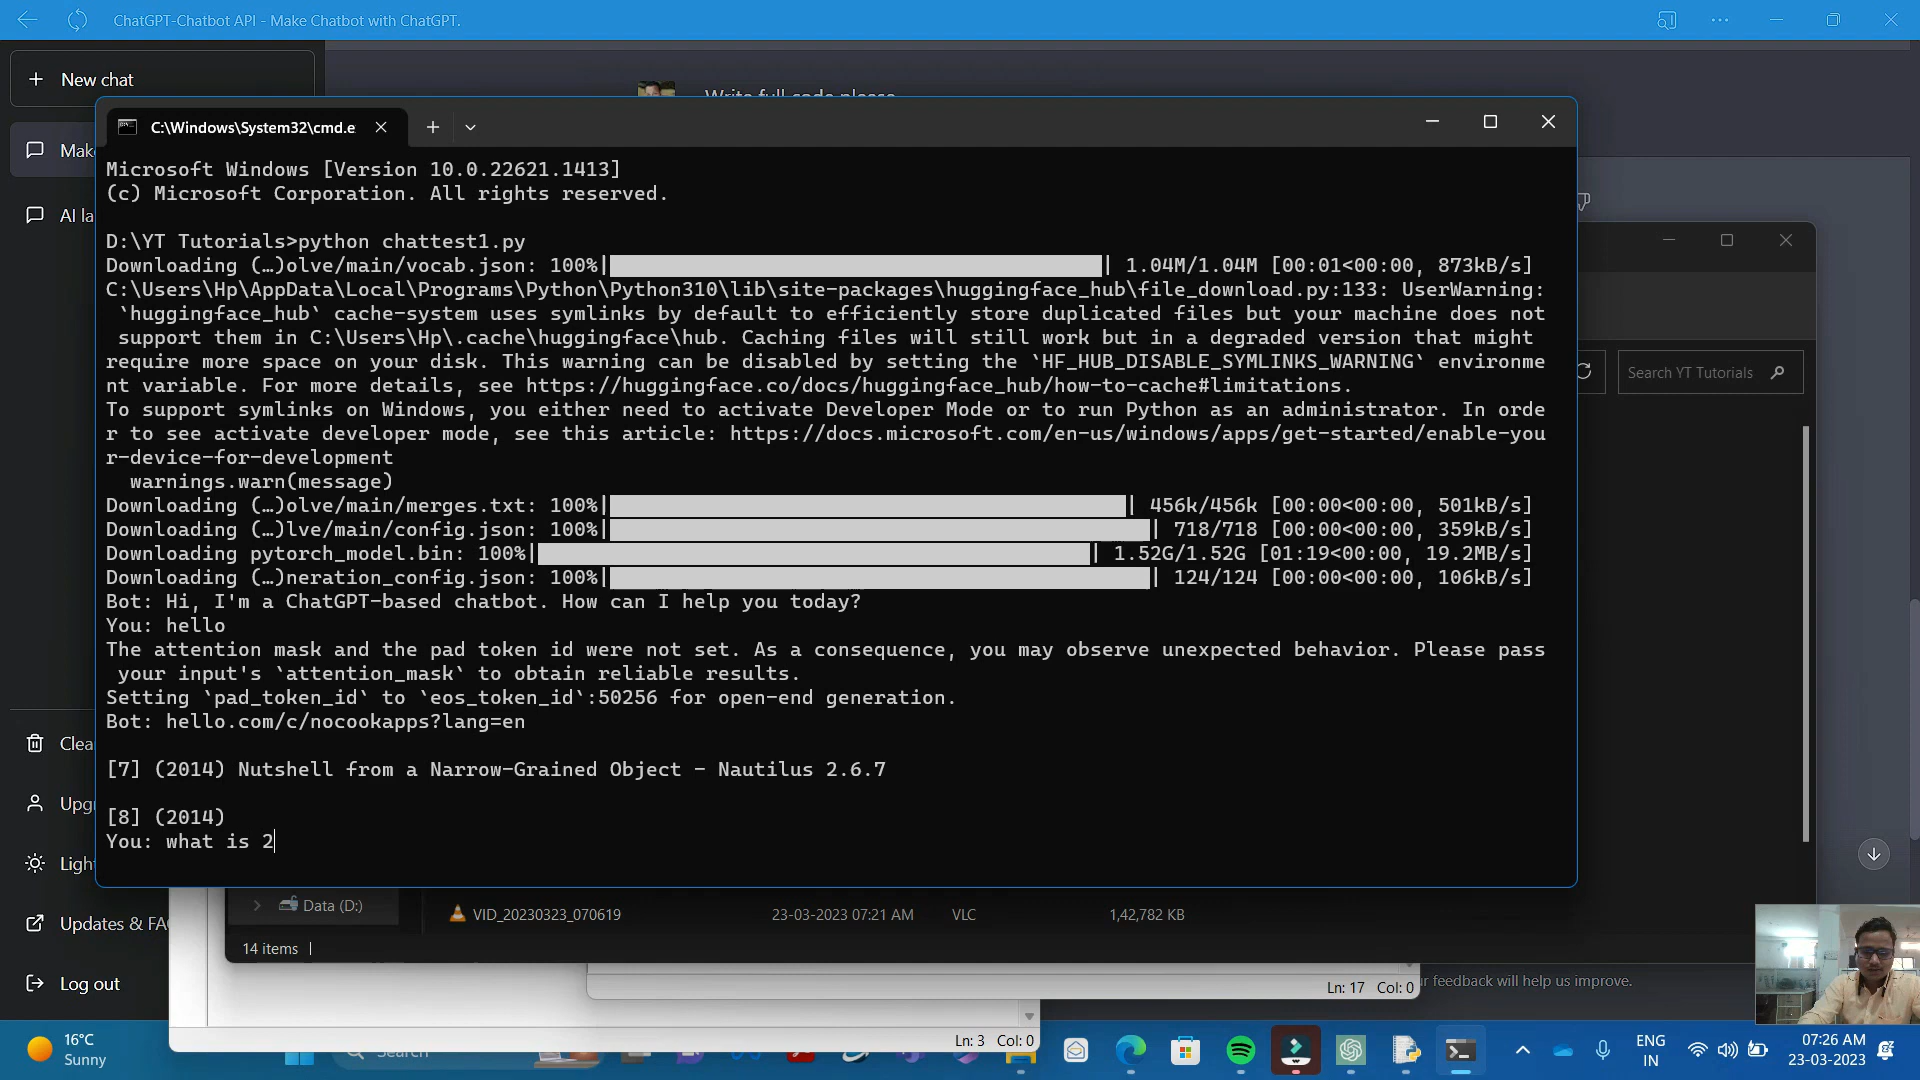 ChatGPT-Chatbot API - Make Chatbot with ChatGPT.
New chat
Write full code please
C:\Windows\System32\cmd.e
Mak
AI la
Microsoft Windows [Version 10.0.22621.1413]
(c) Microsoft Corporation. All rights reserved.
D:\YT Tutorials>python chattest1.py
Downloading (…)olve/main/vocab.json: 100%| | 1.04M/1.04M [00:01<00:00, 873kB/s]
C:\Users\Hp\AppData\Local\Programs\Python\Python310\lib\site-packages\huggingface_hub\file_download.py:133: UserWarning:
`huggingface_hub` cache-system uses symlinks by default to efficiently store duplicated files but your machine does not
support them in C:\Users\Hp\.cache\huggingface\hub. Caching files will still work but in a degraded version that might
require more space on your disk. This warning can be disabled by setting the `HF_HUB_DISABLE_SYMLINKS_WARNING` environme
nt variable. For more details, see https://huggingface.co/docs/huggingface_hub/how-to-cache#limitations.
To support symlinks on Windows, you either need to activate Developer Mode or to run Python as an administrator. In orde
r to see activate developer mode, see this article: https://docs.microsoft.com/en-us/windows/apps/get-started/enable-you
r-device-for-development
warnings.warn(message)
Downloading (…)olve/main/merges.txt: 100%| | 456k/456k [00:00<00:00, 501kB/s]
Downloading (…)lve/main/config.json: 100%| | 718/718 [00:00<00:00, 359kB/s]
Downloading pytorch_model.bin: 100%| | 1.52G/1.52G [01:19<00:00, 19.2MB/s]
Downloading (…)neration_config.json: 100%| | 124/124 [00:00<00:00, 106kB/s]
Bot: Hi, I'm a ChatGPT-based chatbot. How can I help you today?
You: hello
The attention mask and the pad token id were not set. As a consequence, you may observe unexpected behavior. Please pass
your input's `attention_mask` to obtain reliable results.
Setting `pad_token_id` to `eos_token_id`:50256 for open-end generation.
Bot: hello.com/c/nocookapps?lang=en
[7] (2014) Nutshell from a Narrow-Grained Object - Nautilus 2.6.7
[8] (2014)
You: what is 2
Search YT Tutorials
Clea
Upg
Ligh
Updates & FA
Log out
Data (D:)
VID_20230323_070619 23-03-2023 07:21 AM VLC 1,42,782 KB
14 items
r feedback will help us improve.
Ln: 17 Col: 0
Ln: 3 Col: 0
16°C
Sunny
Search
ENG
IN
07:26 AM
23-03-2023